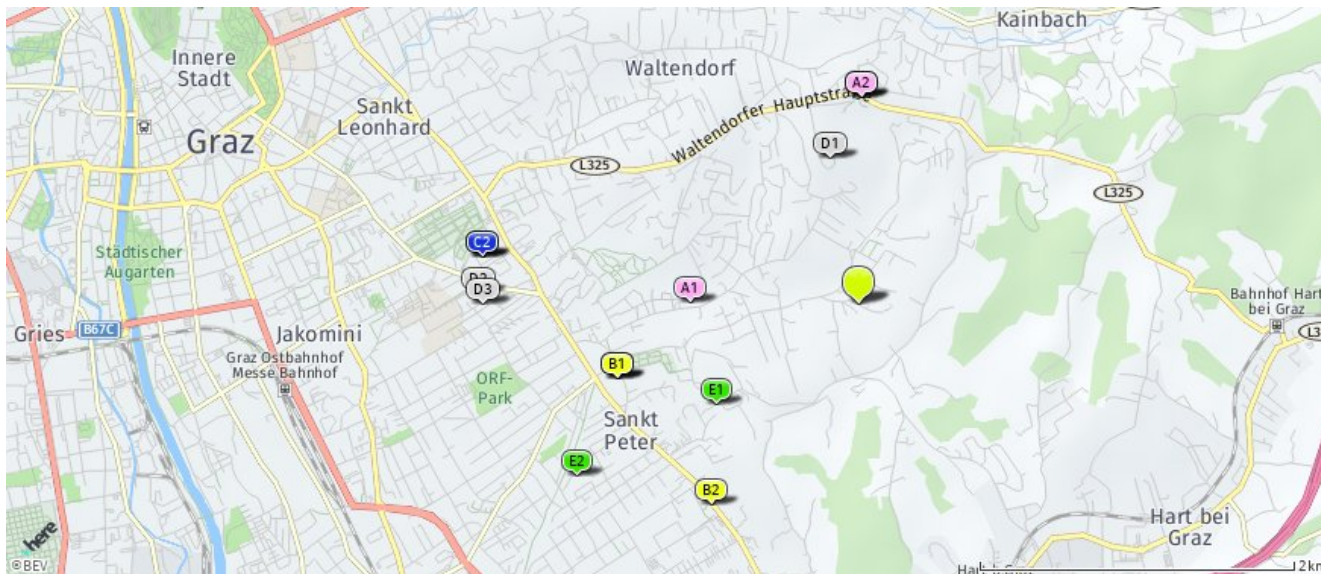 Kainbach
Innere
Stadt
Waltendorf
A2
Sankt
Leonhard
Waltendorfer Hauptstraße
Graz
D1
L325
L325
C2
Städtischer
Augarten
D3
A1
Bahnhof Hart
bei Graz
Gries
B67C
Jakomini
Graz Ostbahnhof
Messe Bahnhof
B1
ORF-
Park
E1
Sankt
Peter
E2
B2
Hart bei
Graz
here
©BEV
2 km